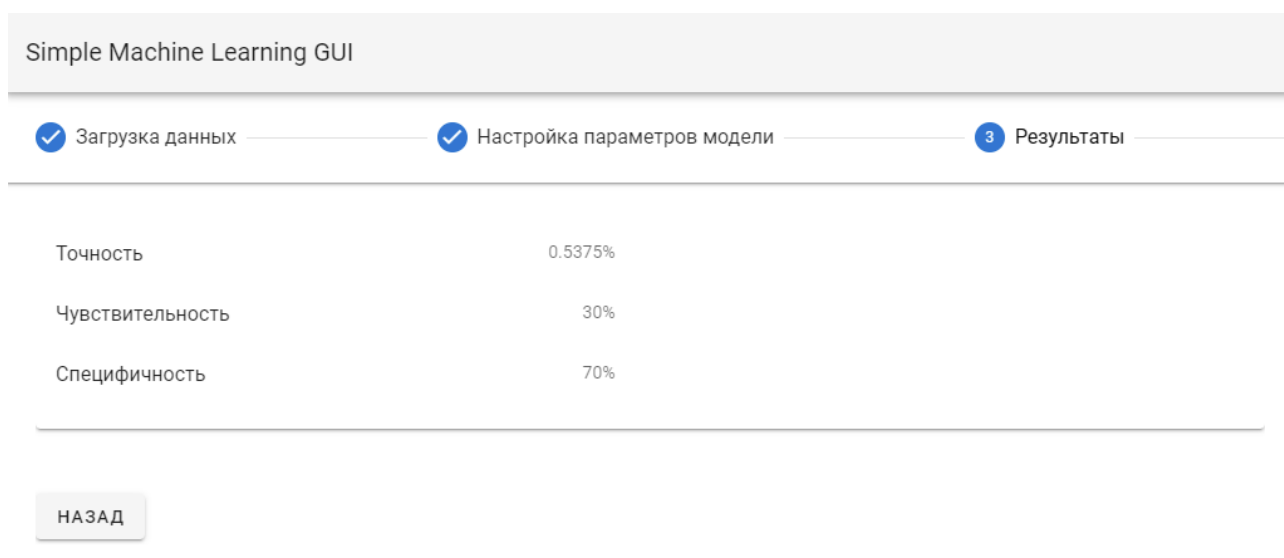 Simple Machine Learning GUI
Загрузка данных Настройка параметров модели 3 Результаты
Точность 0.5375%
Чувствительность 30%
Специфичность 70%
НАЗАД